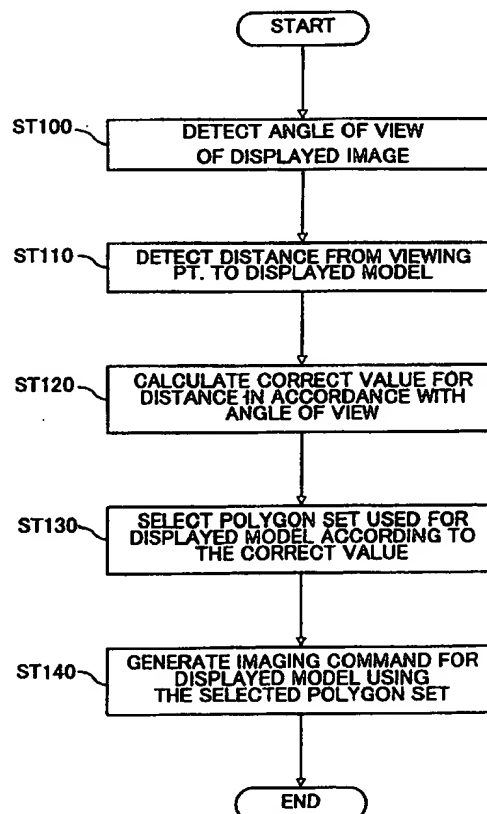 START
ST100
DETECT ANGLE OF VIEW
OF DISPLAYED IMAGE
ST110
DETECT DISTANCE FROM VIEWING
PT. TO DISPLAYED MODEL
ST120
CALCULATE CORRECT VALUE FOR
DISTANCE IN ACCORDANCE WITH
ANGLE OF VIEW
ST130
SELECT POLYGON SET USED FOR
DISPLAYED MODEL ACCORDING TO
THE CORRECT VALUE
ST140
GENERATE IMAGING COMMAND FOR
DISPLAYED MODEL USING
THE SELECTED POLYGON SET
END